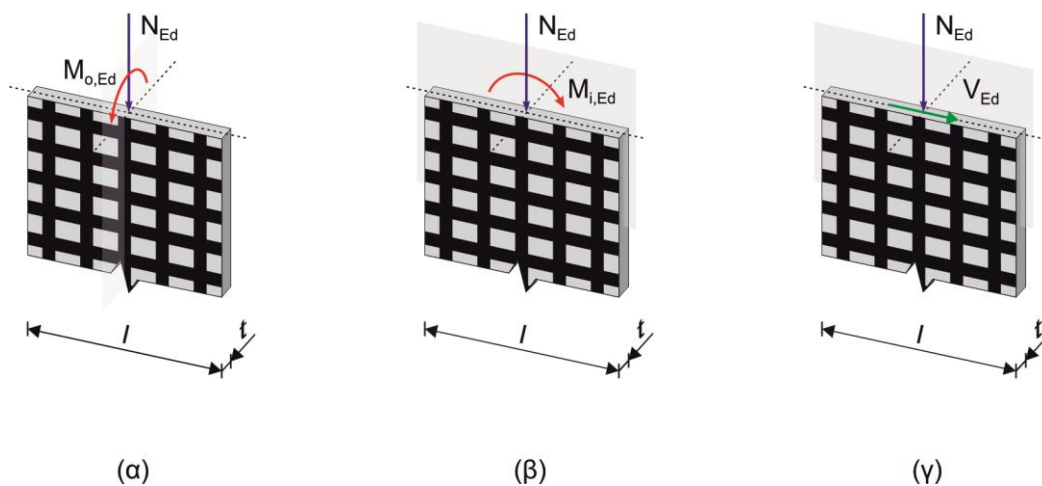 N_Ed
M_o,Ed
l
t
(α)
N_Ed
M_i,Ed
l
t
(β)
N_Ed
V_Ed
l
t
(γ)